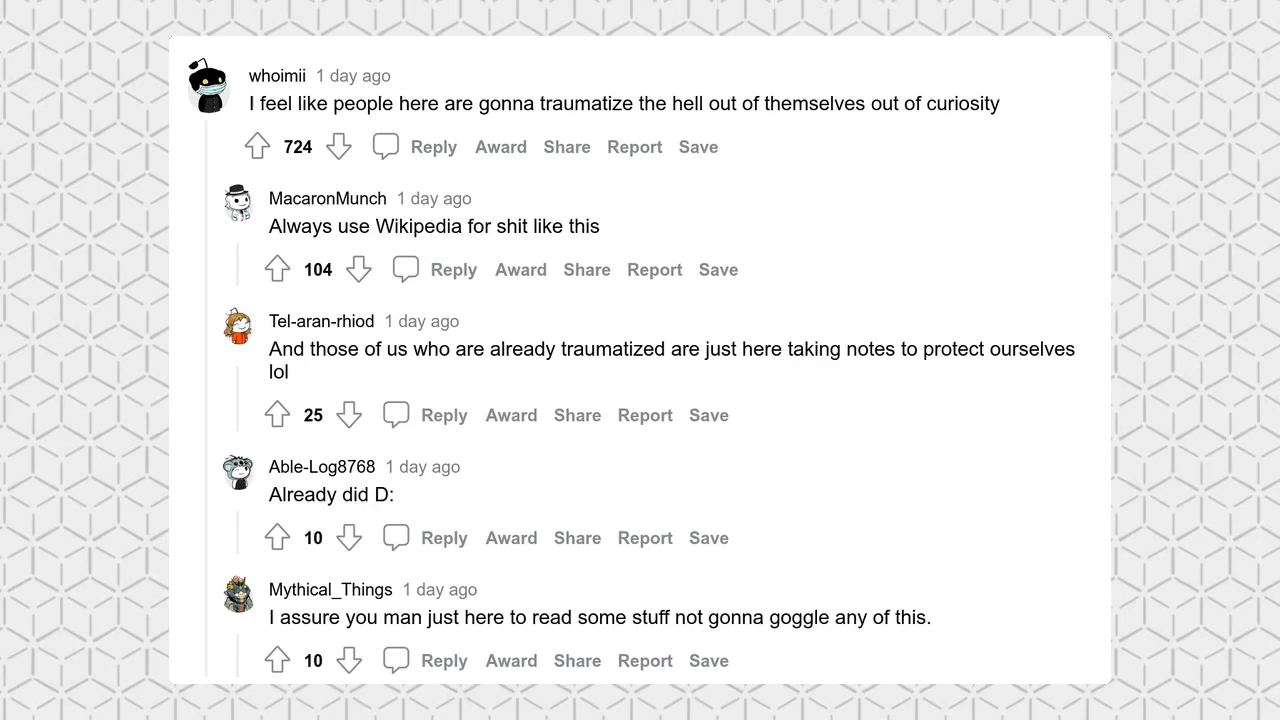 whoimii 1 day ago
I feel like people here are gonna traumatize the hell out of themselves out of curiosity
724 Reply Award Share Report Save
MacaronMunch 1 day ago
Always use Wikipedia for shit like this
104 Reply Award Share Report Save
Tel-aran-rhiod 1 day ago
And those of us who are already traumatized are just here taking notes to protect ourselves
lol
25 Reply Award Share Report Save
Able-Log8768 1 day ago
Already did D:
10 Reply Award Share Report Save
Mythical_Things 1 day ago
I assure you man just here to read some stuff not gonna goggle any of this.
10 Reply Award Share Report Save